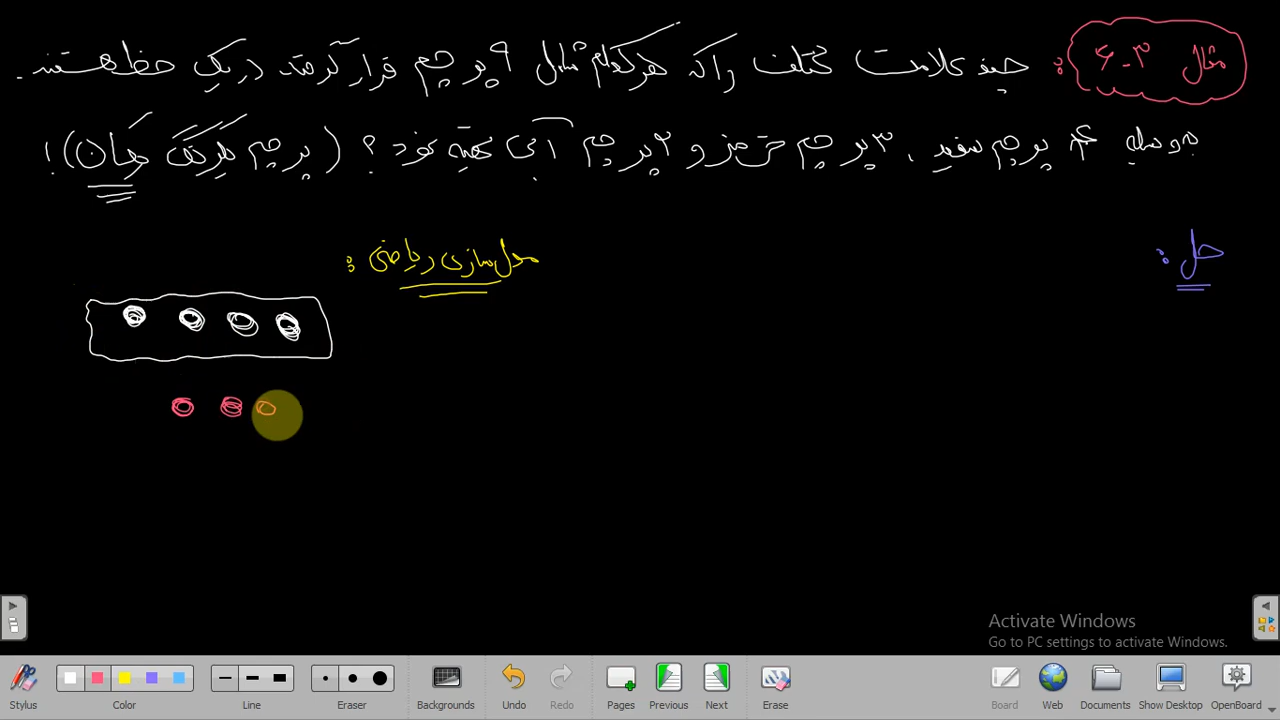 مثال ۳-۶ : چند علامت مختلف را که هرکدام شامل ۹ پرچم قرار گرفته در یک خط هستند.
به وسیله ۴ پرچم سفید، ۳ پرچم قرمز و ۲ پرچم آبی تهیه نمود؟ (پرچم یکرنگ همان)!
حل :
مدل‌سازی ریاضی :
Activate Windows
Go to PC settings to activate Windows.
Stylus Color Line Eraser Backgrounds Undo Redo Pages Previous Next Erase Board Web Documents Show Desktop OpenBoard